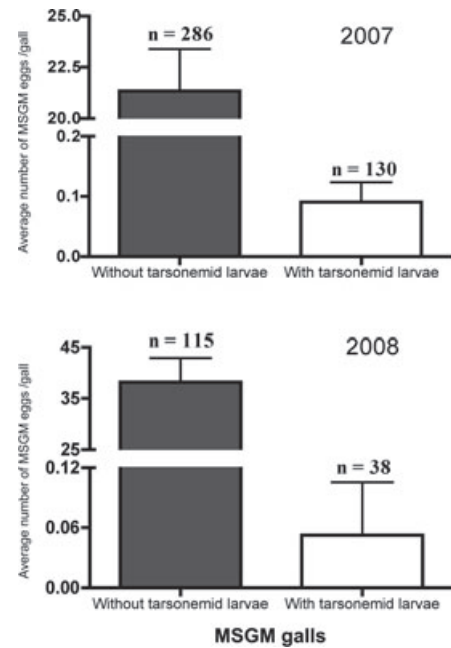 Average number of MSGM eggs /gall
25.0
22.5
20.0
0.2
0.1
0.0
n = 286
2007
n = 130
Without tarsonemid larvae
With tarsonemid larvae
Average number of MSGM eggs /gall
45
35
25
0.12
0.06
0.00
n = 115
2008
n = 38
Without tarsonemid larvae
With tarsonemid larvae
MSGM galls